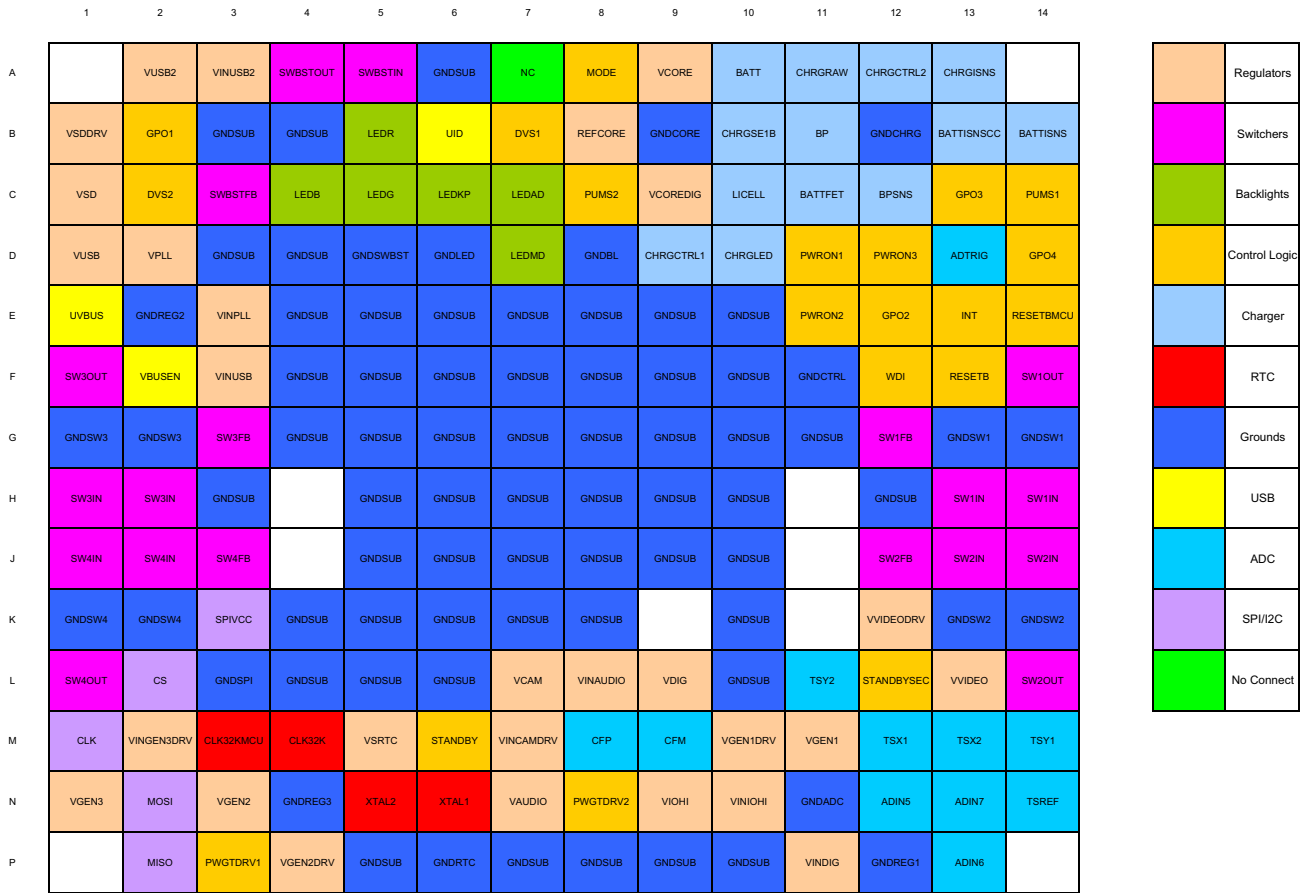 1 2 3 4 5 6 7 8 9 10 11 12 13 14
A VUSB2 VINUSB2 SWBSTOUT SWBSTIN GNDSUB NC MODE VCORE BATT CHRGRAW CHRGCTRL2 CHRGISNS Regulators
B VSDDRV GPO1 GNDSUB GNDSUB LEDR UID DVS1 REFCORE GNDCORE CHRGSE1B BP GNDCHRG BATTISNSCC BATTISNS Switchers
C VSD DVS2 SWBSTFB LEDB LEDG LEDKP LEDAD PUMS2 VCOREDIG LICELL BATTFET BPSNS GPO3 PUMS1 Backlights
D VUSB VPLL GNDSUB GNDSUB GNDSWBST GNDLED LEDMD GNDBL CHRGCTRL1 CHRGLED PWRON1 PWRON3 ADTRIG GPO4 Control Logic
E UVBUS GNDREG2 VINPLL GNDSUB GNDSUB GNDSUB GNDSUB GNDSUB GNDSUB GNDSUB PWRON2 GPO2 INT RESETBMCU Charger
F SW3OUT VBUSEN VINUSB GNDSUB GNDSUB GNDSUB GNDSUB GNDSUB GNDSUB GNDSUB GNDCTRL WDI RESETB SW1OUT RTC
G GNDSW3 GNDSW3 SW3FB GNDSUB GNDSUB GNDSUB GNDSUB GNDSUB GNDSUB GNDSUB GNDSUB SW1FB GNDSW1 GNDSW1 Grounds
H SW3IN SW3IN GNDSUB GNDSUB GNDSUB GNDSUB GNDSUB GNDSUB GNDSUB GNDSUB SW1IN SW1IN USB
J SW4IN SW4IN SW4FB GNDSUB GNDSUB GNDSUB GNDSUB GNDSUB GNDSUB SW2FB SW2IN SW2IN ADC
K GNDSW4 GNDSW4 SPIVCC GNDSUB GNDSUB GNDSUB GNDSUB GNDSUB GNDSUB VVIDEODRV GNDSW2 GNDSW2 SPI/I2C
L SW4OUT CS GNDSPI GNDSUB GNDSUB GNDSUB VCAM VINAUDIO VDIG GNDSUB TSY2 STANDBYSEC VVIDEO SW2OUT No Connect
M CLK VINGEN3DRV CLK32KMCU CLK32K VSRTC STANDBY VINCAMDRV CFP CFM VGEN1DRV VGEN1 TSX1 TSX2 TSY1
N VGEN3 MOSI VGEN2 GNDREG3 XTAL2 XTAL1 VAUDIO PWGTDRV2 VIOHI VINIOHI GNDADC ADIN5 ADIN7 TSREF
P MISO PWGTDRV1 VGEN2DRV GNDSUB GNDRTC GNDSUB GNDSUB GNDSUB GNDSUB VINDIG GNDREG1 ADIN6